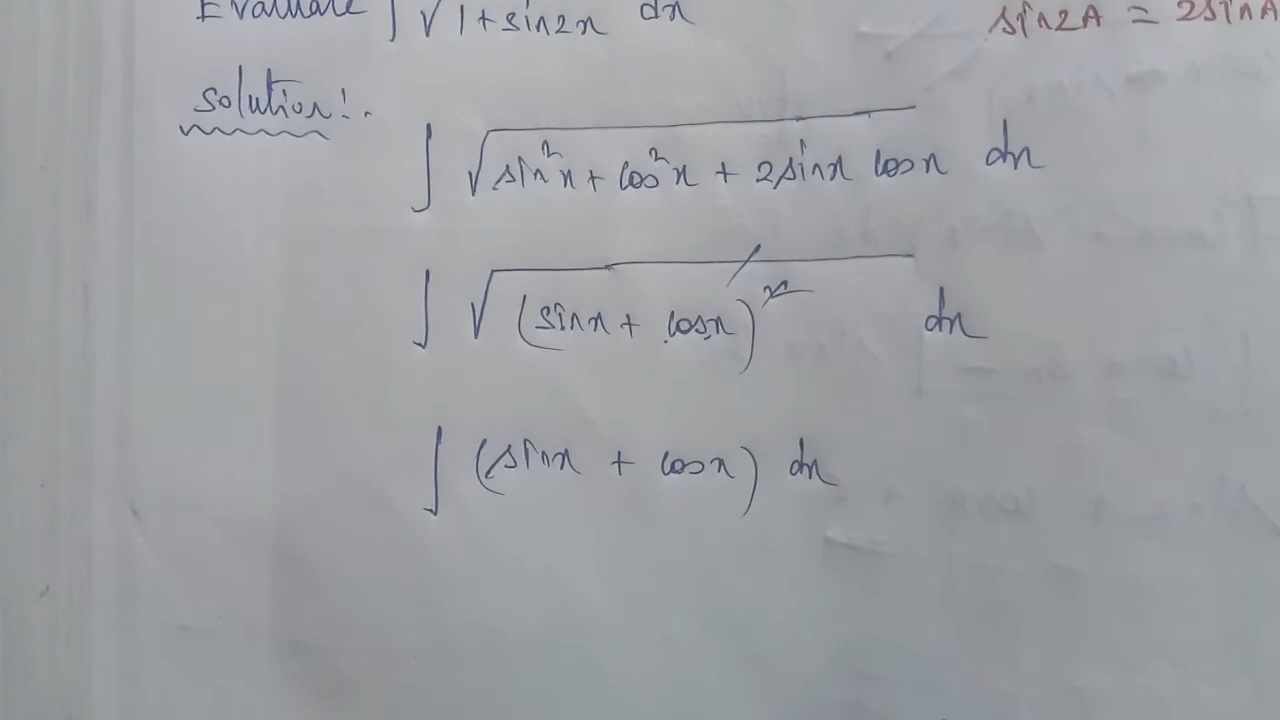 Evaluate ∫ √1+sin2x dx
sin2A = 2sinA
Solution:.
∫ √sin²x + cos²x + 2sinx cosx dx
∫ √(sinx + cosx)² dx
∫ (sinx + cosx) dx